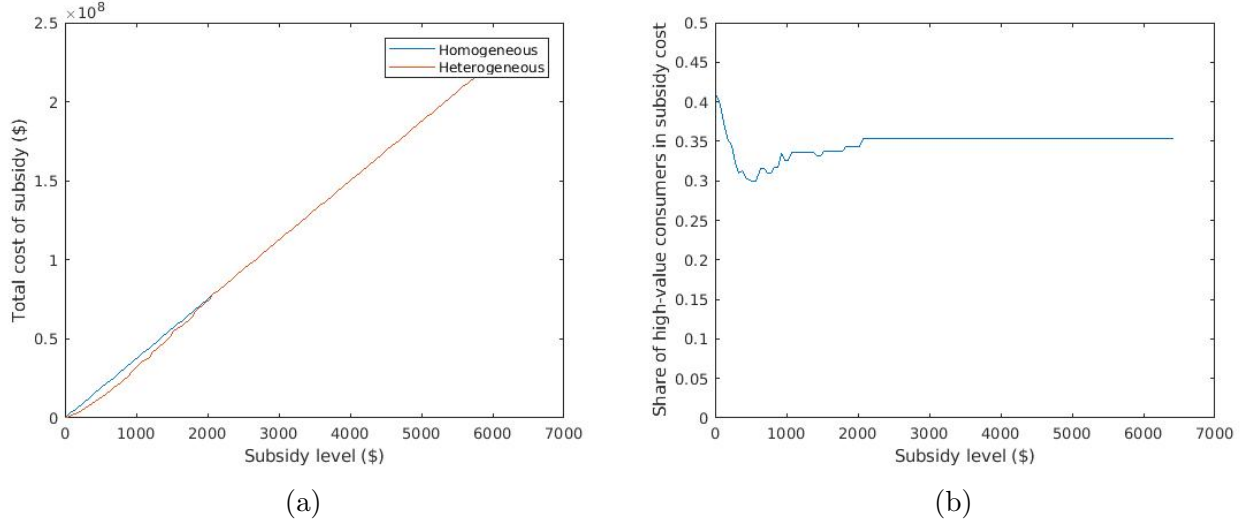 ×10⁸
2.5
2
1.5
1
0.5
0
Total cost of subsidy ($)
Homogeneous
Heterogeneous
0 1000 2000 3000 4000 5000 6000 7000
Subsidy level ($)
(a)
0.5
0.45
0.4
0.35
0.3
0.25
0.2
0.15
0.1
0.05
0
Share of high-value consumers in subsidy cost
0 1000 2000 3000 4000 5000 6000 7000
Subsidy level ($)
(b)